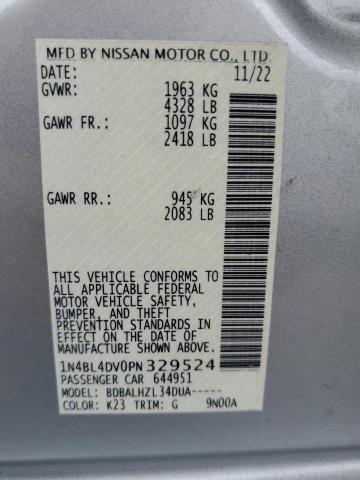 MFD BY NISSAN MOTOR CO., LTD.
DATE: 11/22
GVWR: 1963 KG
4328 LB
GAWR FR.: 1097 KG
2418 LB
GAWR RR.: 945 KG
2083 LB
THIS VEHICLE CONFORMS TO
ALL APPLICABLE FEDERAL
MOTOR VEHICLE SAFETY,
BUMPER, AND THEFT
PREVENTION STANDARDS IN
EFFECT ON THE DATE OF
MANUFACTURE SHOWN ABOVE.
1N4BL4DV0PN329524
PASSENGER CAR 644951
MODEL: BDBALHZL34DUA-----
COLOR: K23 TRIM: G 9N00A